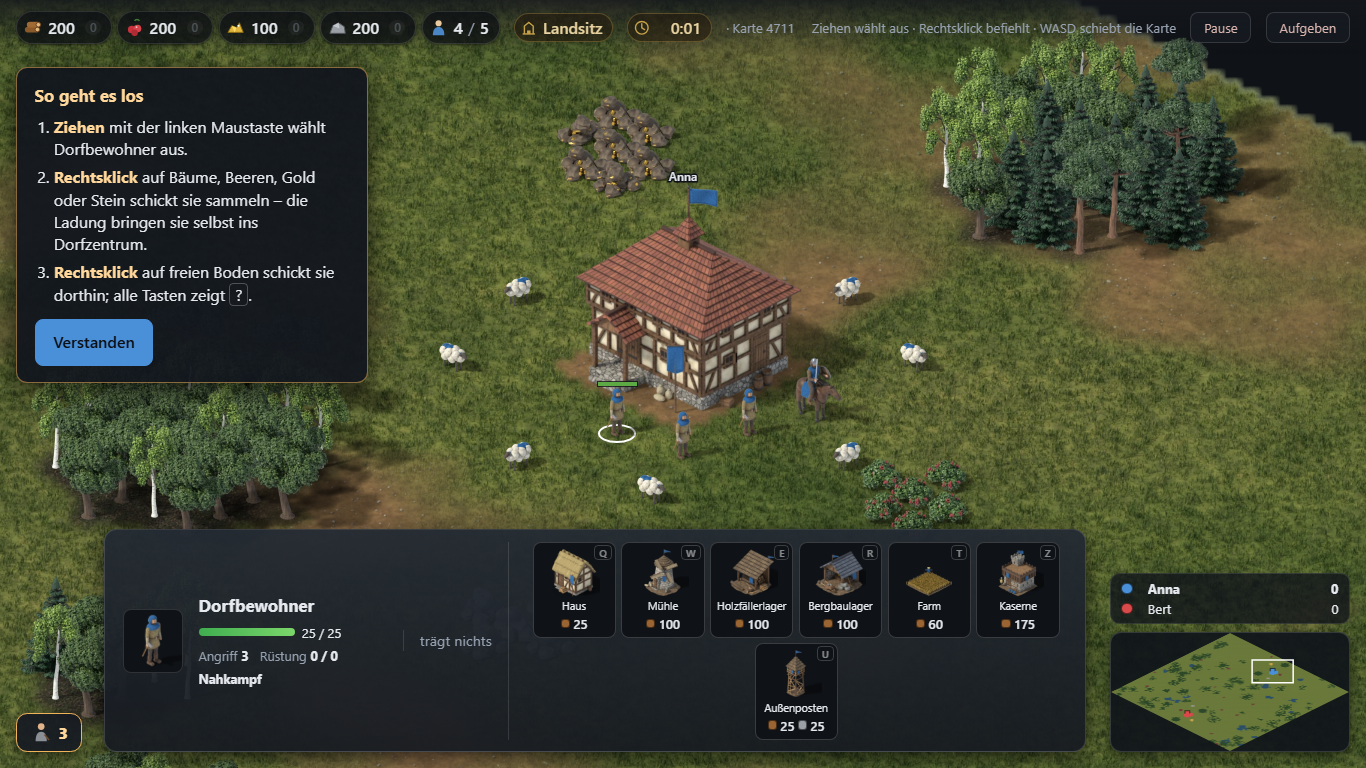 200 0 200 0 100 0 200 0 4 / 5 Landsitz 0:01 · Karte 4711 Ziehen wählt aus · Rechtsklick befiehlt · WASD schiebt die Karte Pause Aufgeben
So geht es los
1. Ziehen mit der linken Maustaste wählt
Dorfbewohner aus.
2. Rechtsklick auf Bäume, Beeren, Gold
oder Stein schickt sie sammeln – die
Ladung bringen sie selbst ins
Dorfzentrum.
3. Rechtsklick auf freien Boden schickt sie
dorthin; alle Tasten zeigt ?.
Verstanden
Anna
Dorfbewohner
25 / 25
Angriff 3 Rüstung 0 / 0
Nahkampf
trägt nichts
Q W E R T Z
Haus Mühle Holzfällerlager Bergbaulager Farm Kaserne
25 100 100 100 60 175
U
Außenposten
25 25
3
Anna 0
Bert 0